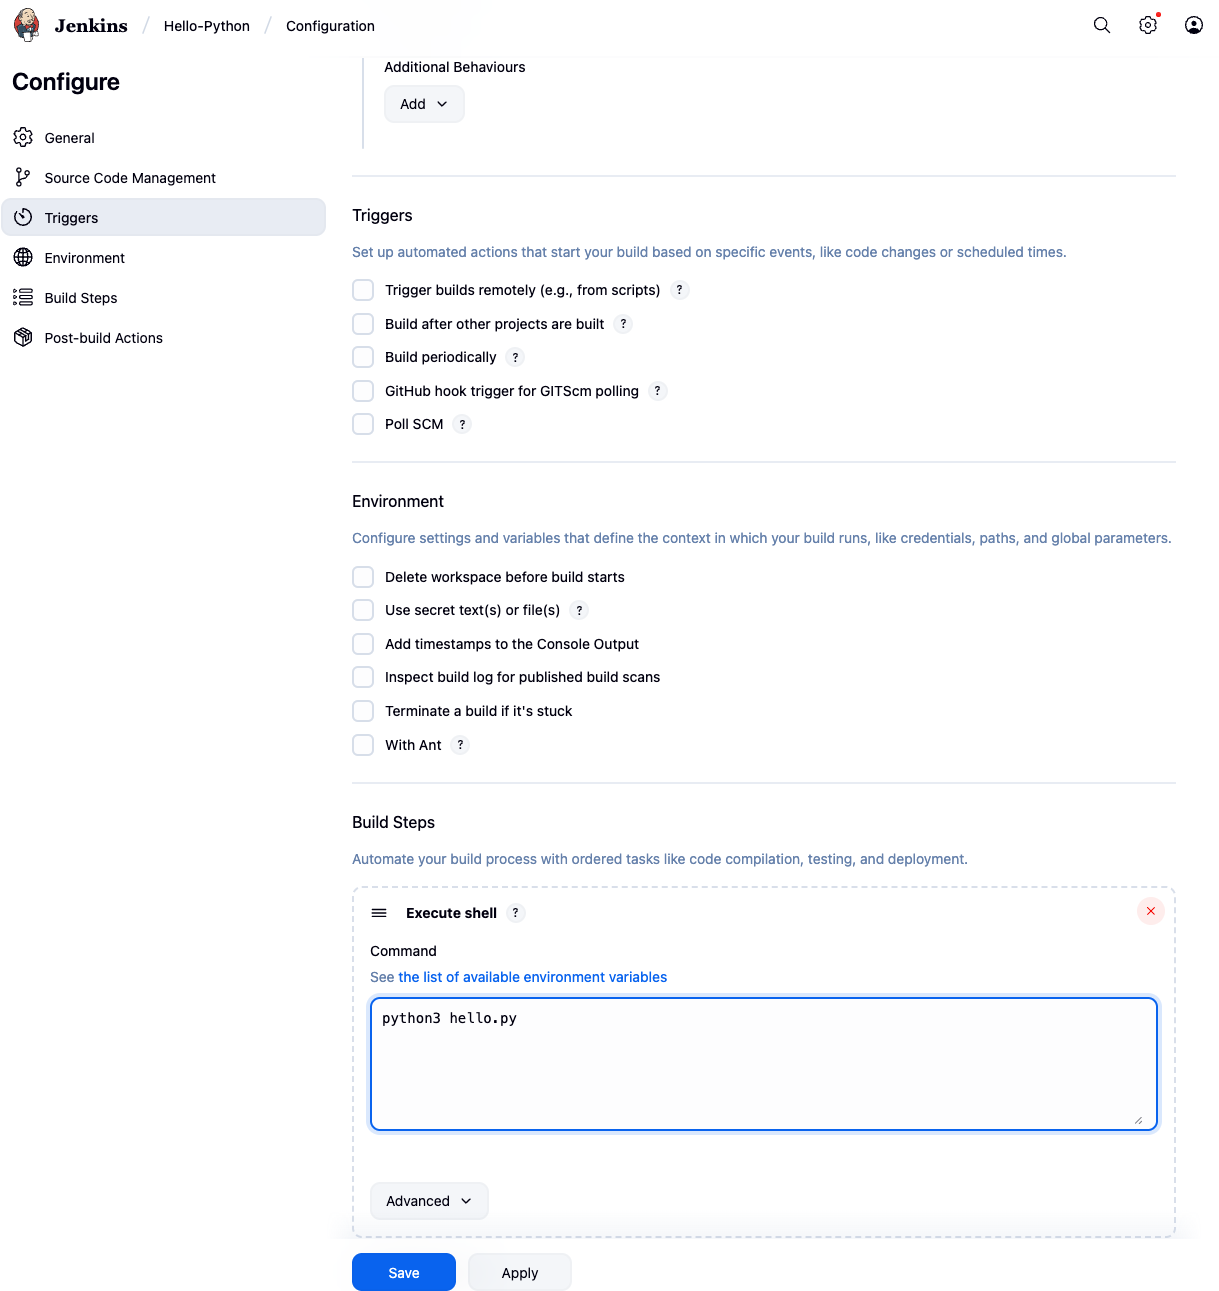 Jenkins / Hello-Python / Configuration
Configure
General
Source Code Management
Triggers
Environment
Build Steps
Post-build Actions
Additional Behaviours
Add
Triggers
Set up automated actions that start your build based on specific events, like code changes or scheduled times.
Trigger builds remotely (e.g., from scripts) ?
Build after other projects are built ?
Build periodically ?
GitHub hook trigger for GITScm polling ?
Poll SCM ?
Environment
Configure settings and variables that define the context in which your build runs, like credentials, paths, and global parameters.
Delete workspace before build starts
Use secret text(s) or file(s) ?
Add timestamps to the Console Output
Inspect build log for published build scans
Terminate a build if it's stuck
With Ant ?
Build Steps
Automate your build process with ordered tasks like code compilation, testing, and deployment.
Execute shell ?
Command
See the list of available environment variables
python3 hello.py
Advanced
Save Apply